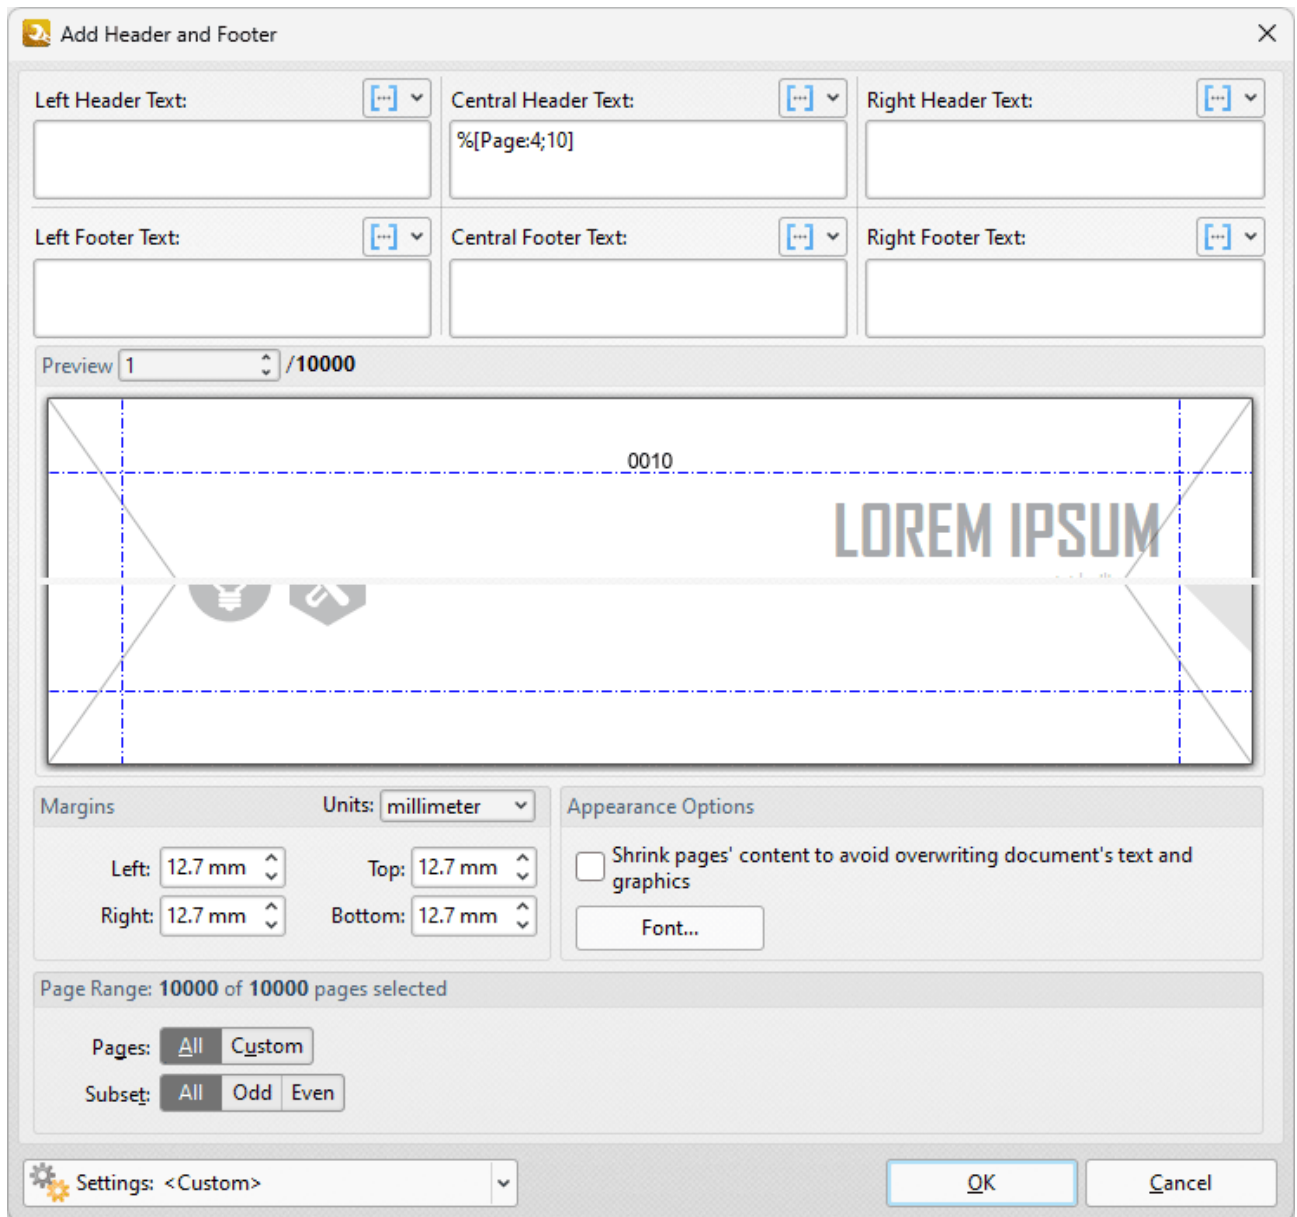 Add Header and Footer
Left Header Text:
Central Header Text:
Right Header Text:
%[Page:4;10]
Left Footer Text:
Central Footer Text:
Right Footer Text:
Preview 1 /10000
0010
LOREM IPSUM
Margins
Units: millimeter
Appearance Options
Left: 12.7 mm
Top: 12.7 mm
Shrink pages' content to avoid overwriting document's text and
graphics
Right: 12.7 mm
Bottom: 12.7 mm
Font...
Page Range: 10000 of 10000 pages selected
Pages: All Custom
Subset: All Odd Even
Settings: <Custom>
OK
Cancel